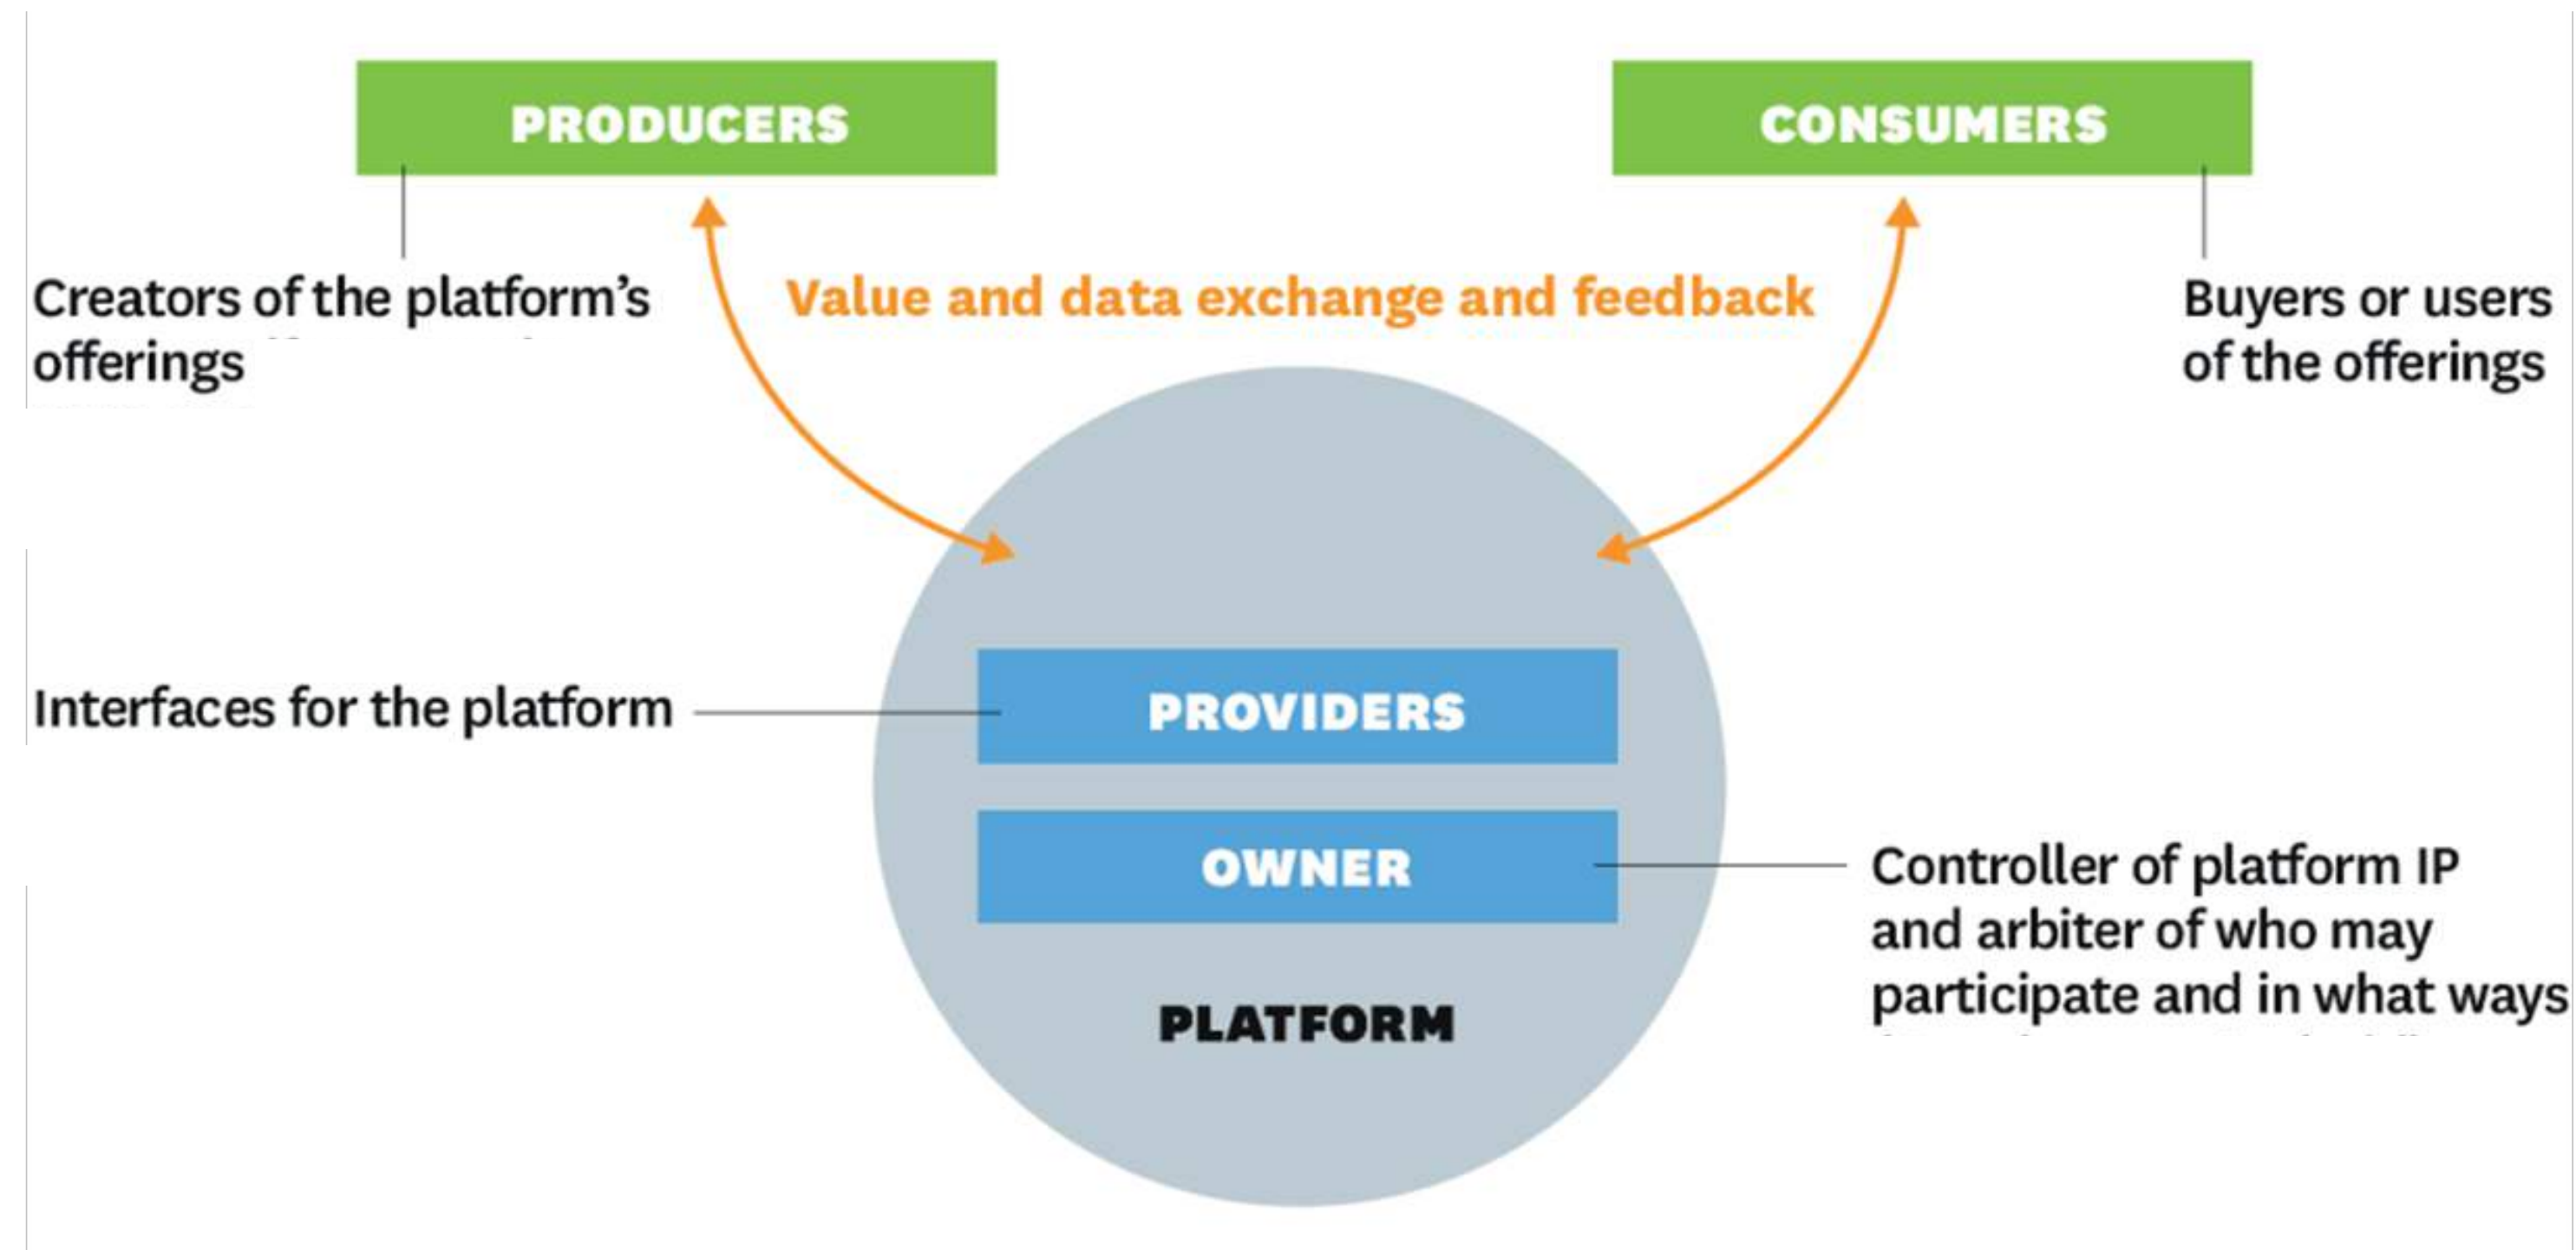 PRODUCERS
CONSUMERS
Creators of the platform's
offerings
Value and data exchange and feedback
Buyers or users
of the offerings
Interfaces for the platform
PROVIDERS
OWNER
Controller of platform IP
and arbiter of who may
participate and in what ways
PLATFORM